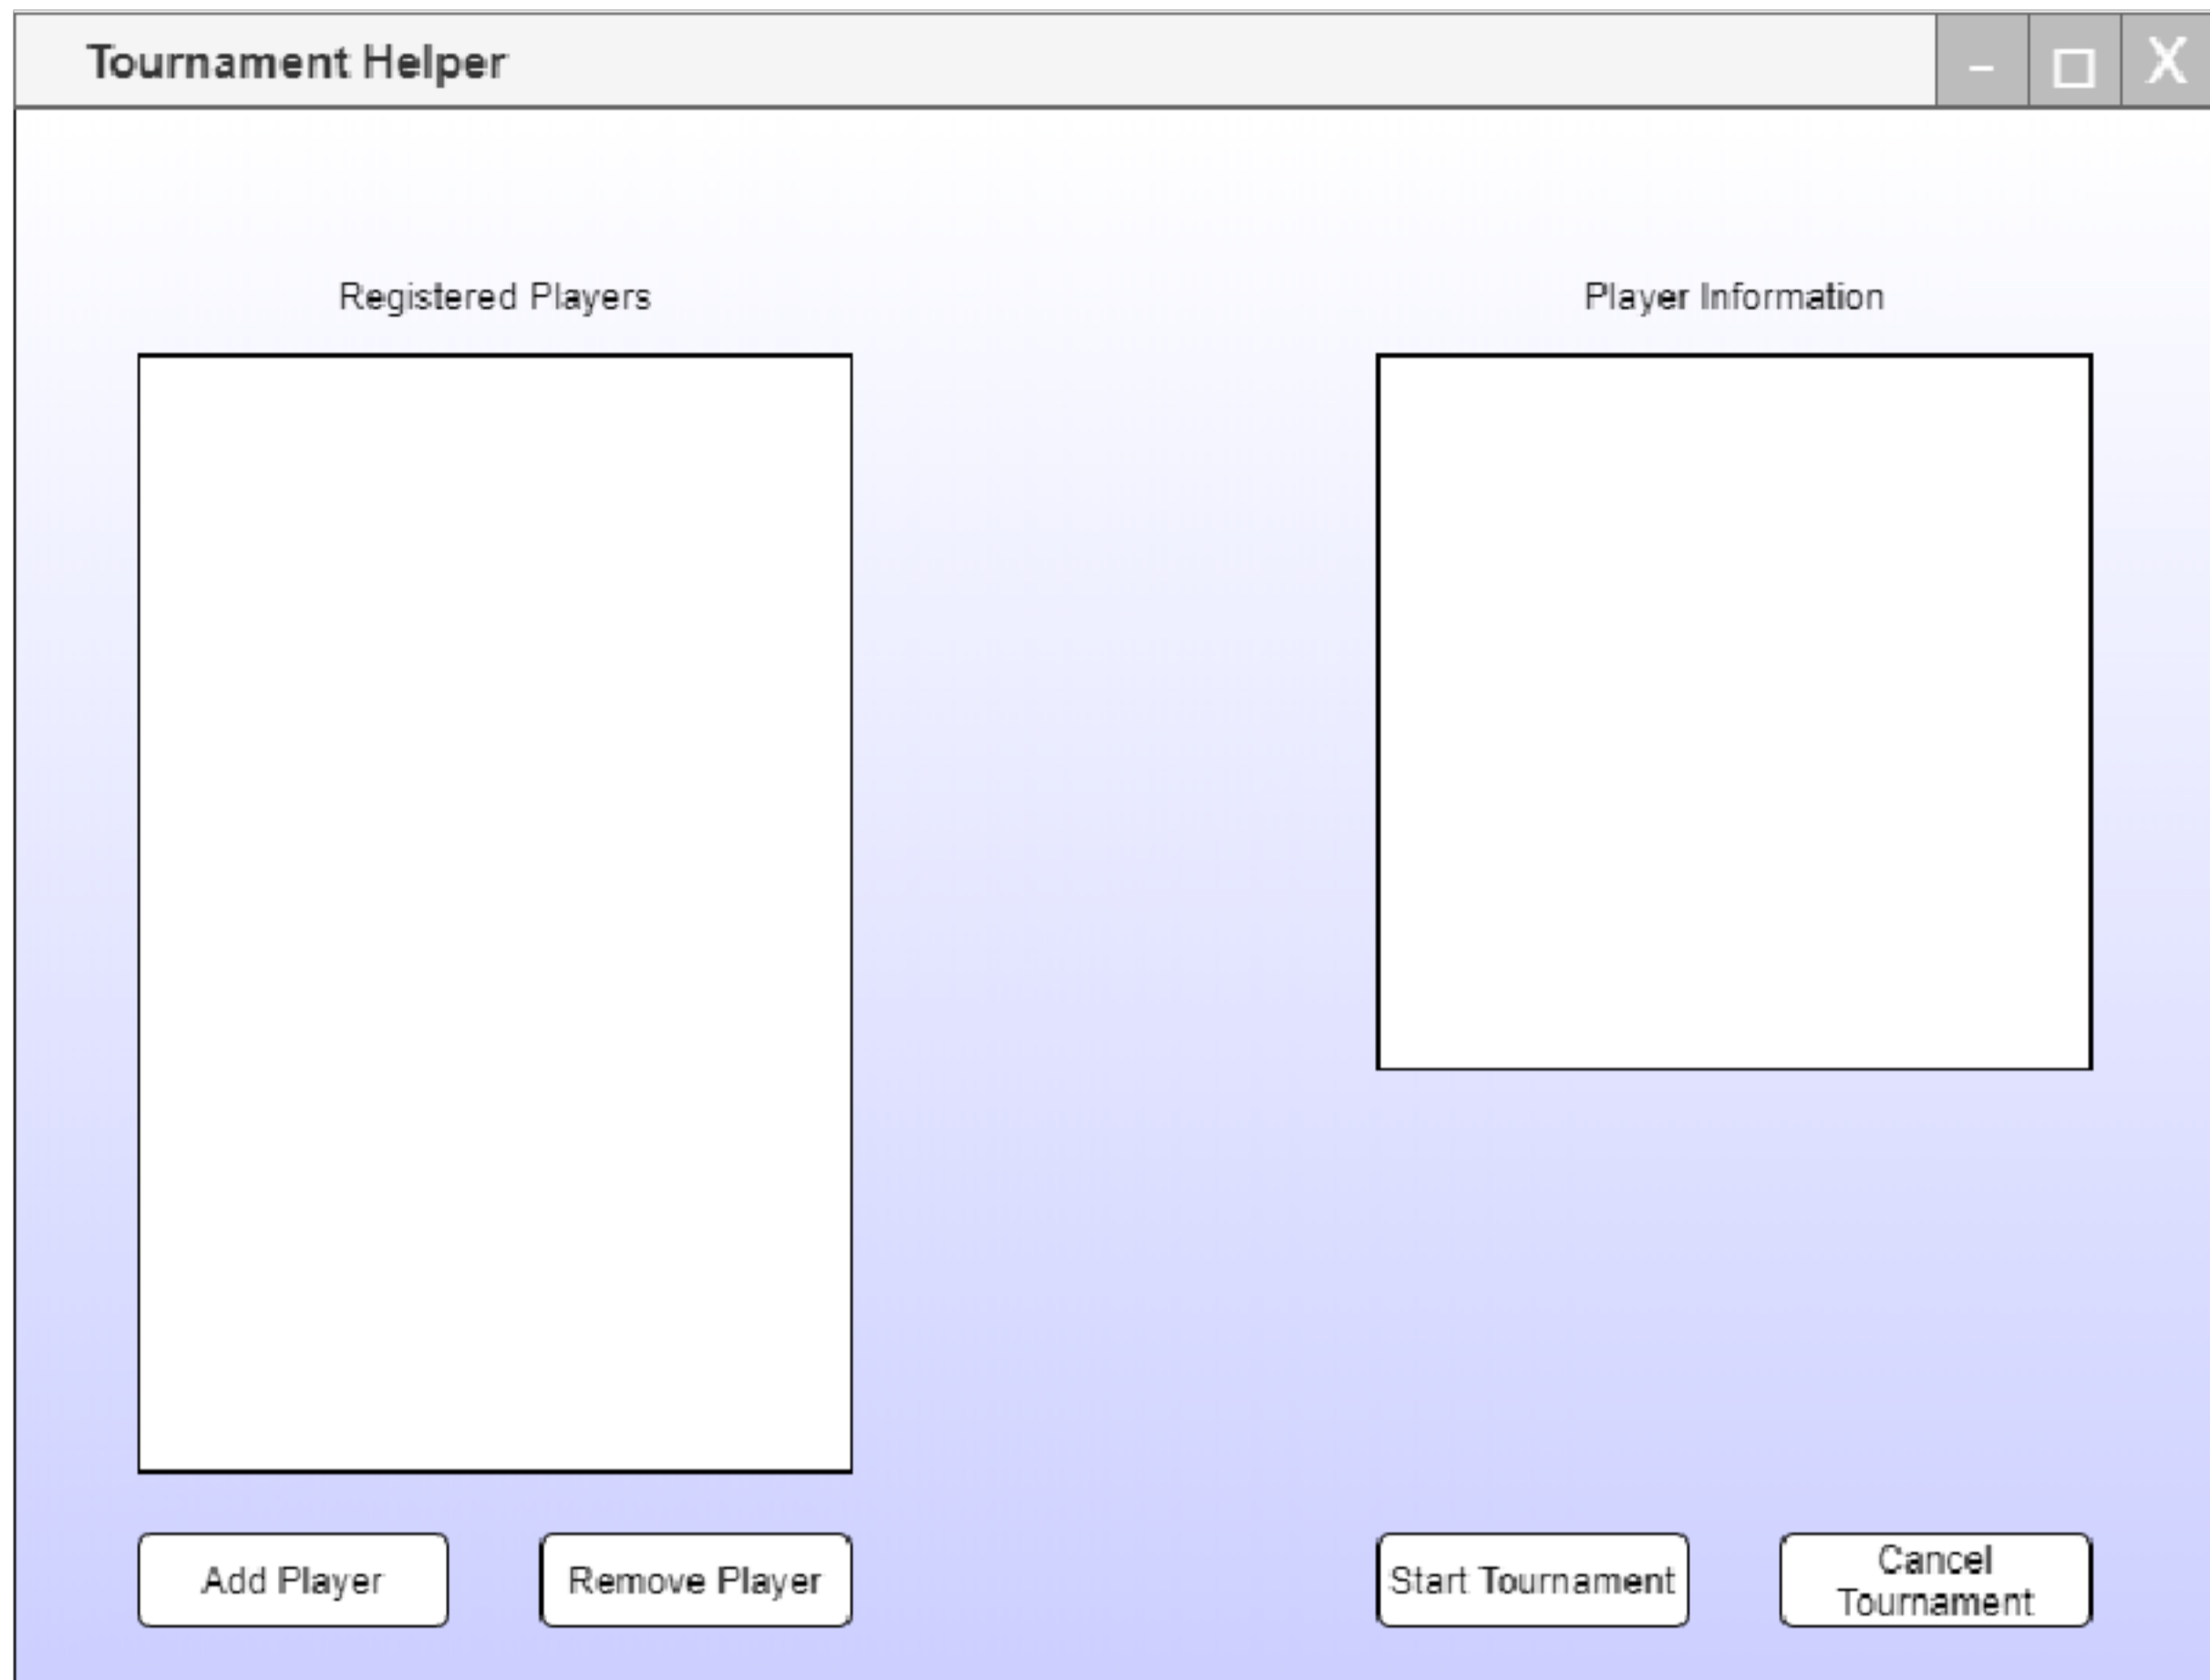 Tournament Helper
X
Registered Players
Player Information
Add Player
Remove Player
Start Tournament
Cancel
Tournament